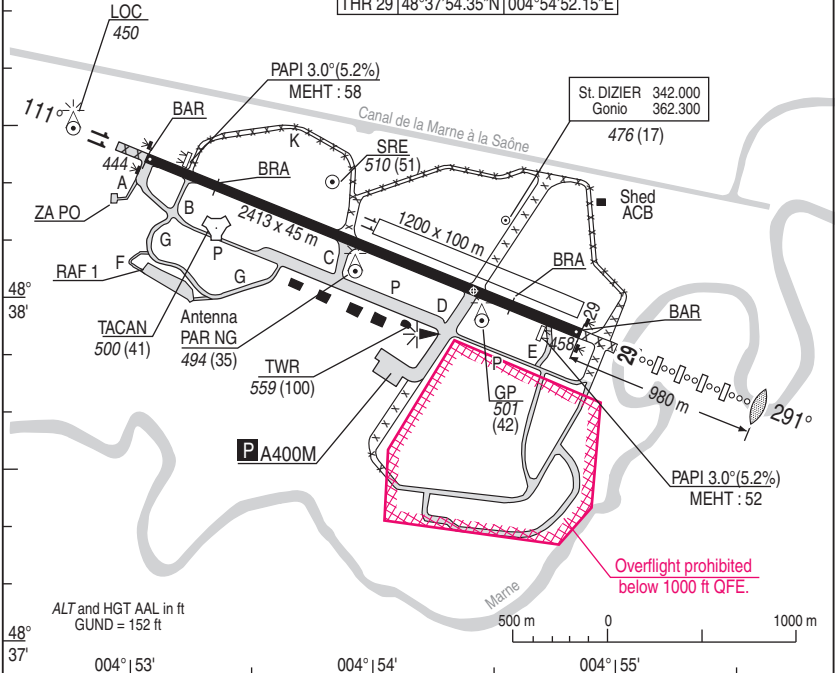 THR 29 48°37'54.35"N 004°54'52.15"E
LOC
450
111°
11
BAR
PAPI 3.0°(5.2%)
MEHT : 58
Canal de la Marne à la Saône
St. DIZIER 342.000
Gonio 362.300
476 (17)
K
SRE
510 (51)
444
A
BRA
ZA PO
B
2413 x 45 m
11
1200 x 100 m
Shed
ACB
G
P
C
BRA
F
RAF 1
G
P
48°
38'
D
29
BAR
TACAN
500 (41)
Antenna
PAR NG
494 (35)
TWR
559 (100)
E
458
29
P
GP
501
(42)
980 m
291°
P A400M
PAPI 3.0°(5.2%)
MEHT : 52
Overflight prohibited
below 1000 ft QFE.
Marne
ALT and HGT AAL in ft
GUND = 152 ft
500 m 0 1000 m
48°
37'
004° 53' 004° 54' 004° 55'